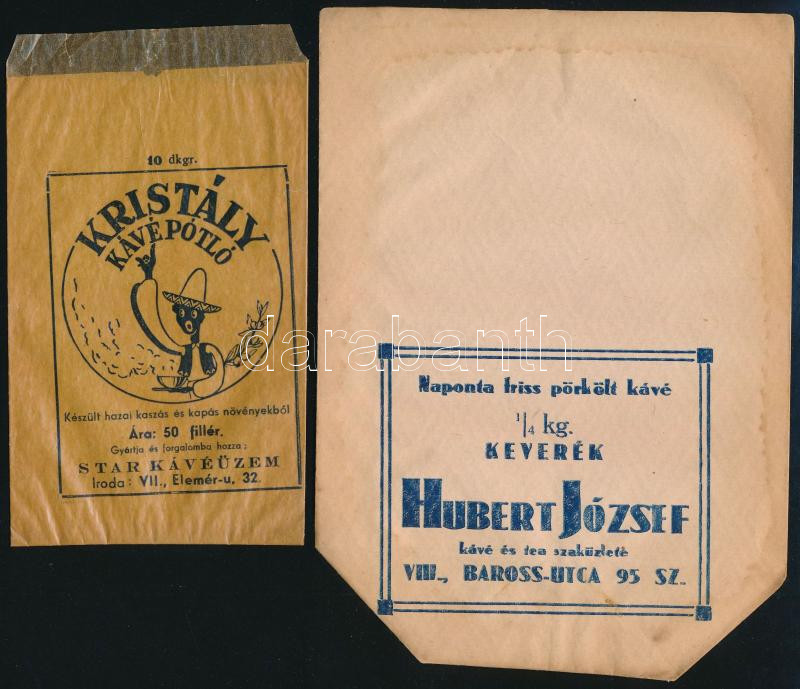 10 dkgr.
KRISTÁLY
KÁVÉPÓTLÓ
Készült hazai kaszás és kapás növényekből
Ára: 50 fillér.
Gyártja és forgalomba hozza:
STAR KÁVÉÜZEM
Iroda: VII., Elemér-u. 32.
Naponta friss pörkölt kávé
1/4 kg.
KEVERÉK
HUBERT JÓZSEF
kávé és tea szaküzlete
VIII., BAROSS-UTCA 95 SZ.
darabanth